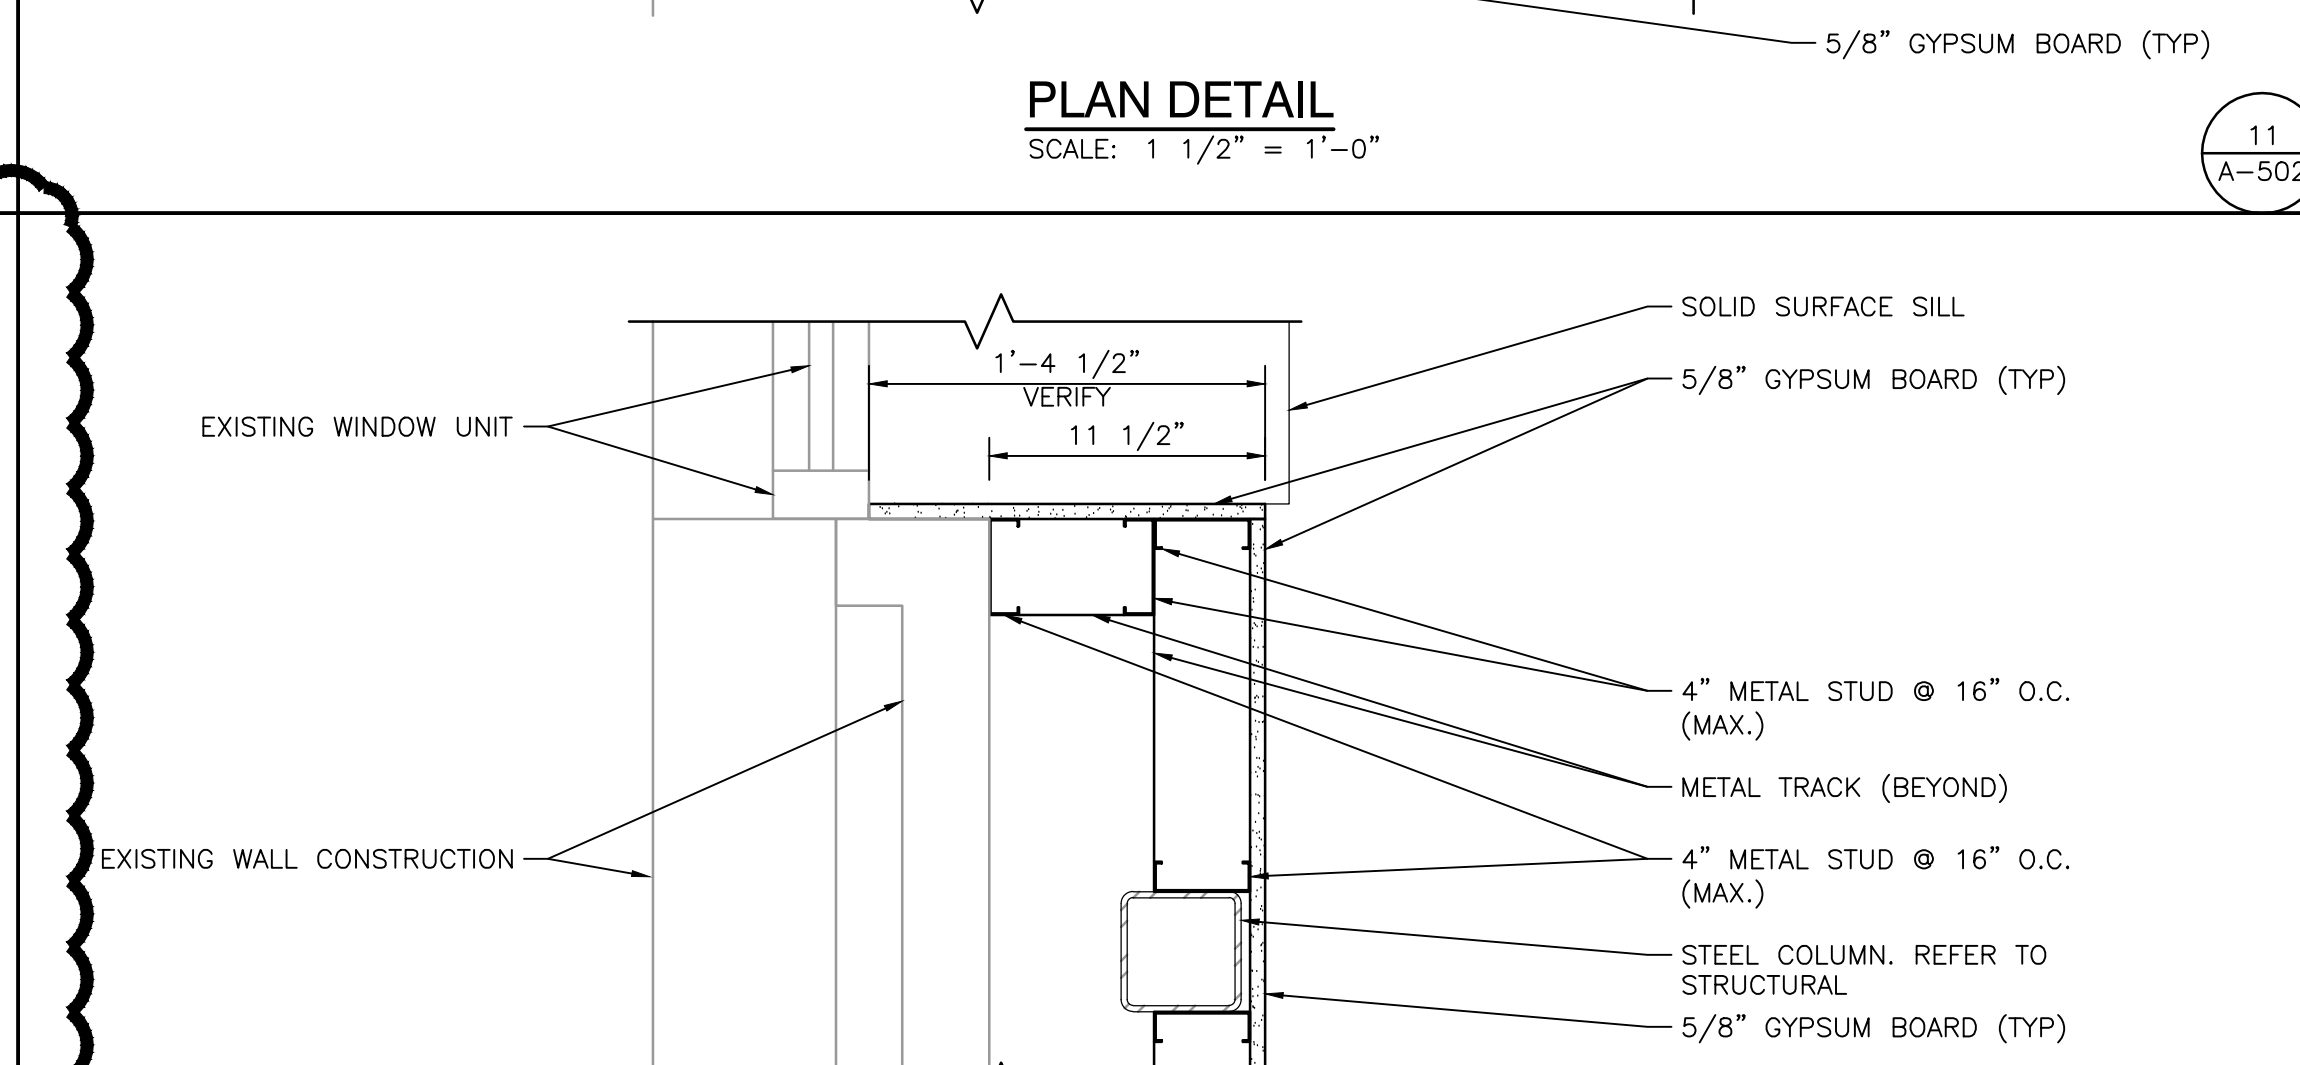 5/8” GYPSUM BOARD (TYP)
PLAN DETAIL
SCALE: 1 1/2” = 1’-0”
11
A-502
SOLID SURFACE SILL
1’-4 1/2”
VERIFY
5/8” GYPSUM BOARD (TYP)
EXISTING WINDOW UNIT
11 1/2”
4” METAL STUD @ 16” O.C.
(MAX.)
METAL TRACK (BEYOND)
EXISTING WALL CONSTRUCTION
4” METAL STUD @ 16” O.C.
(MAX.)
STEEL COLUMN. REFER TO
STRUCTURAL
5/8” GYPSUM BOARD (TYP)